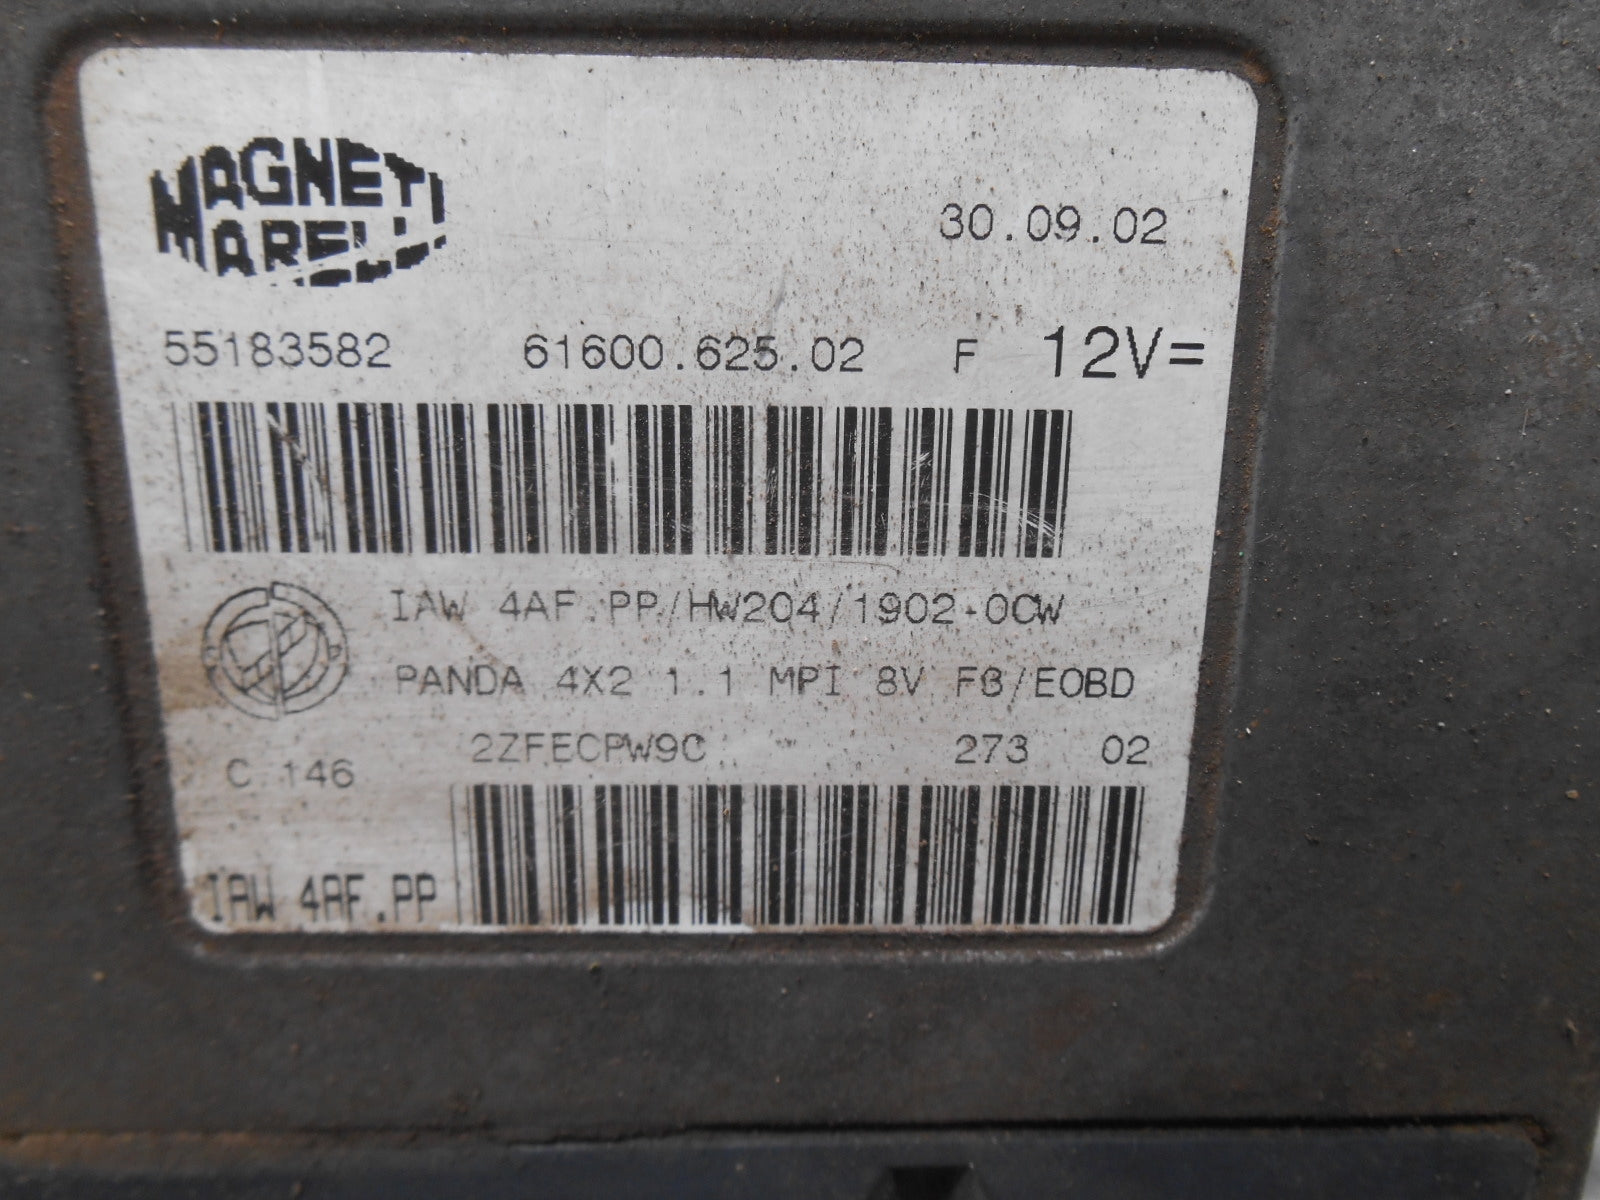 MAGNETI
MARELLI
30.09.02
55183582 61600.625.02 F 12V=
IAW 4AF.PP/HW204/1902-0CW
PANDA 4X2 1.1 MPI 8V F3/EOBD
2ZFECPW9C 273 02
C.146
IAW 4AF.PP